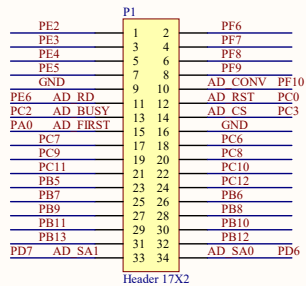 P1
PE2 1 2 PF6
PE3 3 4 PF7
PE4 5 6 PF8
PE5 7 8 PF9
GND 9 10 AD_CONV PF10
PE6 AD_RD 11 12 AD_RST PC0
PC2 AD_BUSY 13 14 AD_CS PC3
PA0 AD_FIRST 15 16 GND
PC7 17 18 PC6
PC9 19 20 PC8
PC11 21 22 PC10
PB5 23 24 PC12
PB7 25 26 PB6
PB9 27 28 PB8
PB11 29 30 PB10
PB13 31 32 PB12
PD7 AD_SA1 33 34 AD_SA0 PD6
Header 17X2